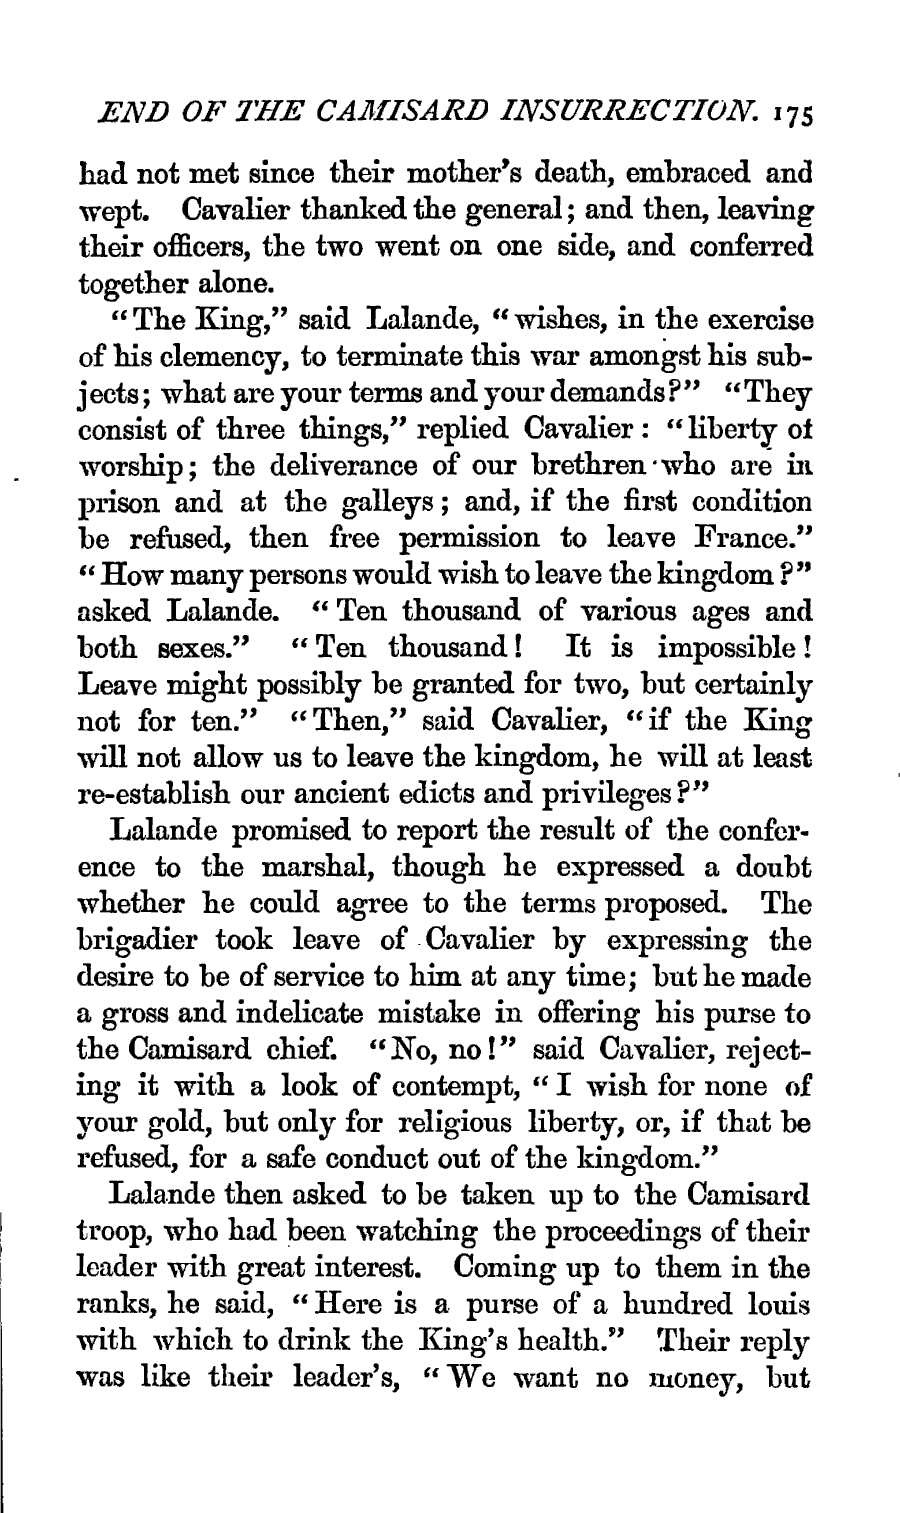 END OF THE CAMISARD INSURRECTION. 175
had not met since their mother's death, embraced and
wept. Cavalier thanked the general; and then, leaving
their officers, the two went on one side, and conferred
together alone.
"The King," said Lalande, "wishes, in the exercise
of his clemency, to terminate this war amongst his sub-
jects; what are your terms and your demands?" "They
consist of three things," replied Cavalier: "liberty of
worship; the deliverance of our brethren who are in
prison and at the galleys; and, if the first condition
be refused, then free permission to leave France."
"How many persons would wish to leave the kingdom?"
asked Lalande. "Ten thousand of various ages and
both sexes." "Ten thousand! It is impossible!
Leave might possibly be granted for two, but certainly
not for ten." "Then," said Cavalier, "if the King
will not allow us to leave the kingdom, he will at least
re-establish our ancient edicts and privileges?"
Lalande promised to report the result of the confer-
ence to the marshal, though he expressed a doubt
whether he could agree to the terms proposed. The
brigadier took leave of Cavalier by expressing the
desire to be of service to him at any time; but he made
a gross and indelicate mistake in offering his purse to
the Camisard chief. "No, no!" said Cavalier, reject-
ing it with a look of contempt, "I wish for none of
your gold, but only for religious liberty, or, if that be
refused, for a safe conduct out of the kingdom."
Lalande then asked to be taken up to the Camisard
troop, who had been watching the proceedings of their
leader with great interest. Coming up to them in the
ranks, he said, "Here is a purse of a hundred louis
with which to drink the King's health." Their reply
was like their leader's, "We want no money, but